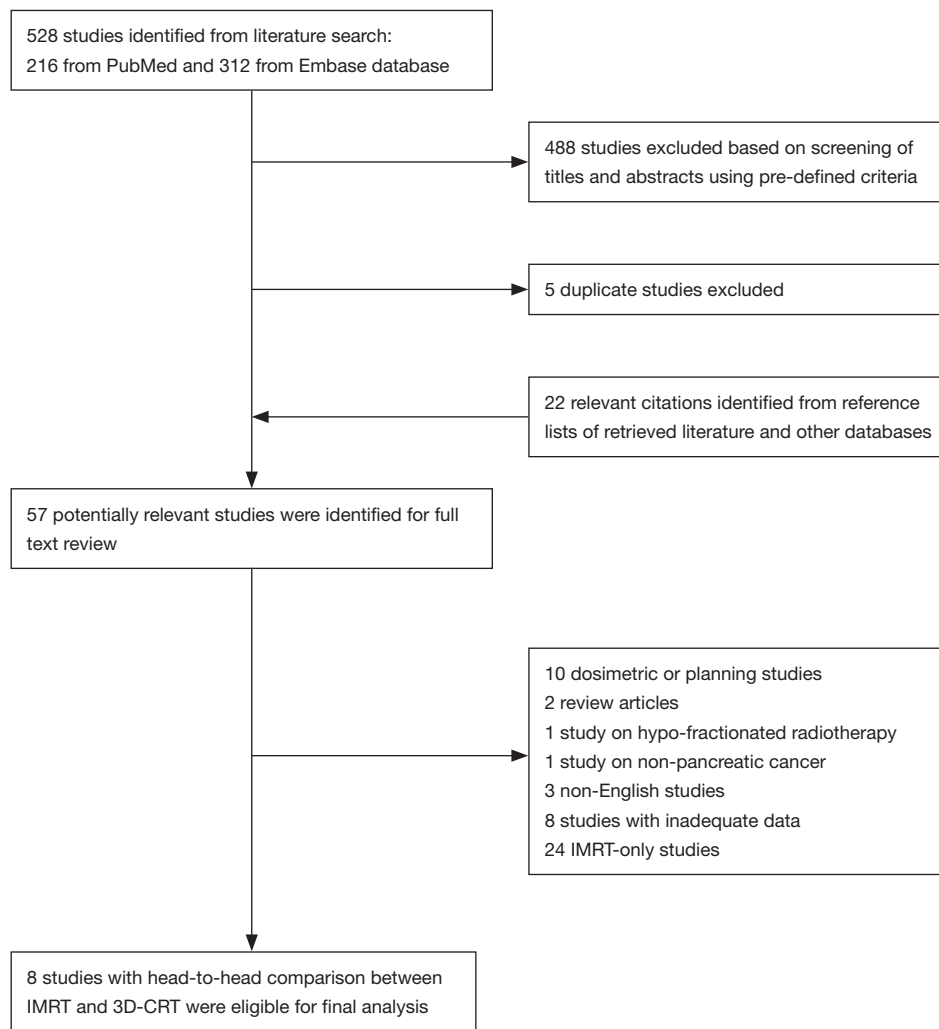 528 studies identified from literature search:
216 from PubMed and 312 from Embase database
488 studies excluded based on screening of
titles and abstracts using pre-defined criteria
5 duplicate studies excluded
22 relevant citations identified from reference
lists of retrieved literature and other databases
57 potentially relevant studies were identified for full
text review
10 dosimetric or planning studies
2 review articles
1 study on hypo-fractionated radiotherapy
1 study on non-pancreatic cancer
3 non-English studies
8 studies with inadequate data
24 IMRT-only studies
8 studies with head-to-head comparison between
IMRT and 3D-CRT were eligible for final analysis